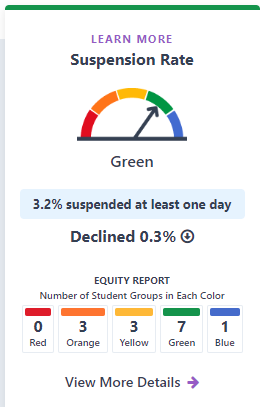 LEARN MORE
Suspension Rate
Green
3.2% suspended at least one day
Declined 0.3%
EQUITY REPORT
Number of Student Groups in Each Color
0 3 3 7 1
Red Orange Yellow Green Blue
View More Details